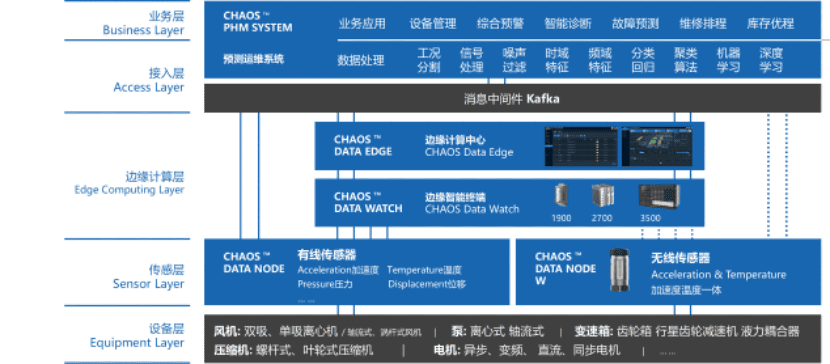 业务层
Business Layer
CHAOS™
PHM SYSTEM
业务应用 设备管理 综合预警 智能诊断 故障预测 维修排程 库存优程
预测运维系统
数据处理 工况分割 信号处理 噪声过滤 时域特征 频域特征 分类回归 聚类算法 机器学习 深度学习
接入层
Access Layer
消息中间件 Kafka
边缘计算层
Edge Computing Layer
CHAOS™
DATA EDGE
边缘计算中心
CHAOS Data Edge
CHAOS™
DATA WATCH
边缘智能终端
CHAOS Data Watch
1900 2700 3500
传感层
Sensor Layer
CHAOS™
DATA NODE
有线传感器
Acceleration加速度 Temperature温度
Pressure压力 Displacement位移
... ...
CHAOS™
DATA NODE
W
无线传感器
Acceleration & Temperature
加速度温度一体
设备层
Equipment Layer
风机: 双吸、单吸离心机 / 轴流式、涡杆式风机 | 泵: 离心式 轴流式 | 变速箱: 齿轮箱 行星齿轮减速机 液力耦合器
压缩机: 螺杆式、叶轮式压缩机 | 电机: 异步、变频、直流、同步电机 | ... ...